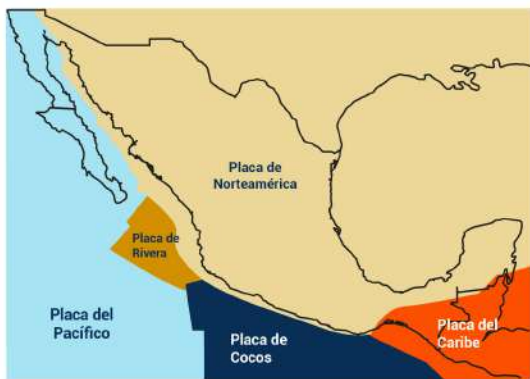 Placa de
Norteamérica
Placa de
Rivera
Placa del
Pacífico
Placa de
Cocos
Placa del
Caribe